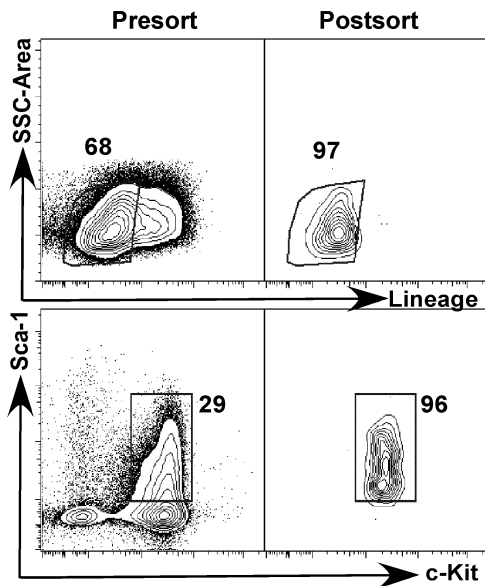 Presort Postsort
SSC-Area
68 97
Lineage
Sca-1
29 96
c-Kit